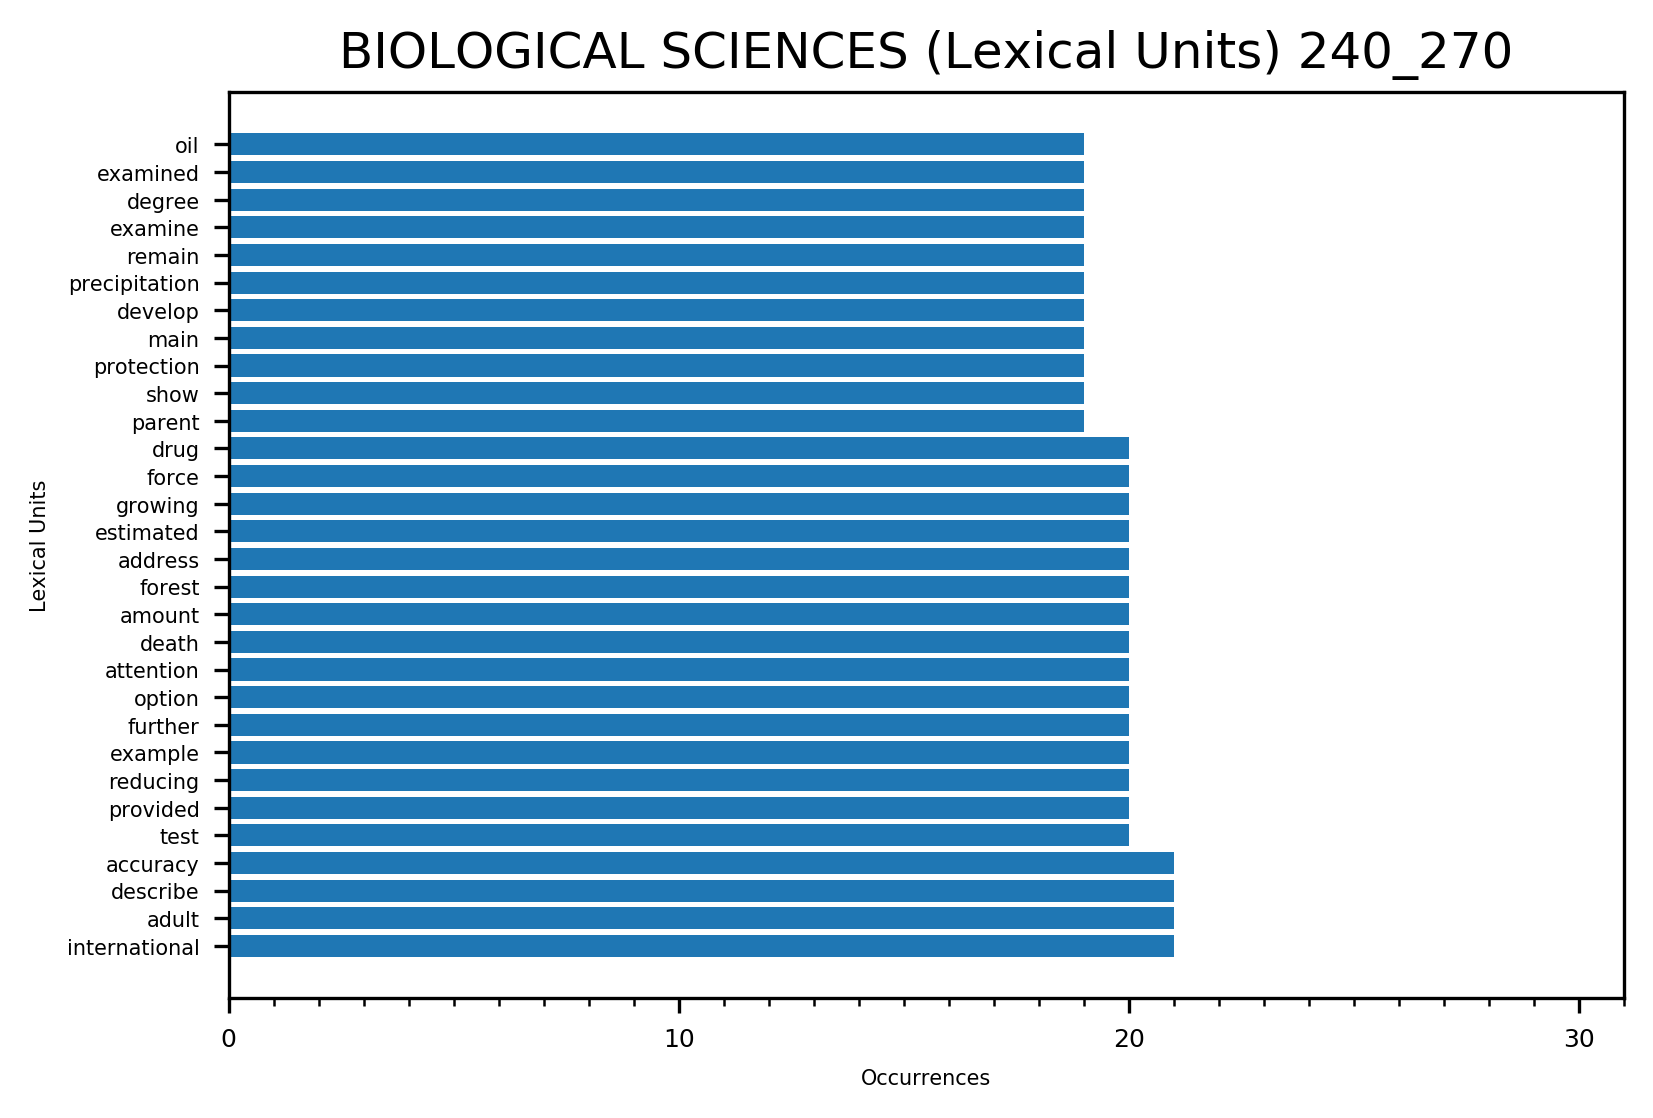 BIOLOGICAL SCIENCES (Lexical Units) 240_270
oil
examined
degree
examine
remain
precipitation
develop
main
protection
show
parent
drug
force
growing
estimated
address
forest
amount
death
attention
option
further
example
reducing
provided
test
accuracy
describe
adult
international
Lexical Units
0 10 20 30
Occurrences